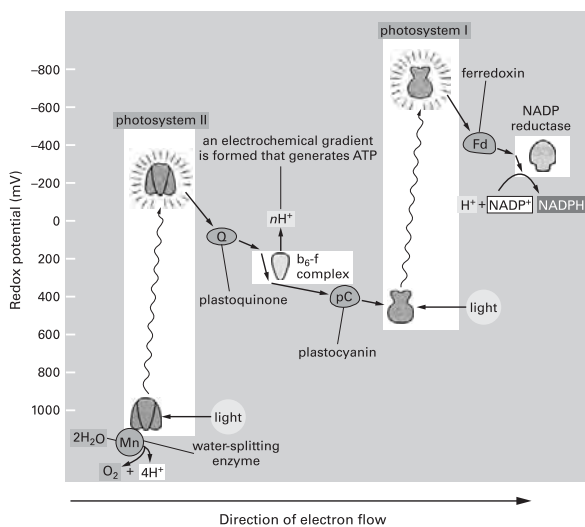 photosystem I
−800
−600
−400
−200
0
200
400
600
800
1000
Redox potential (mV)
ferredoxin
NADP
reductase
photosystem II
an electrochemical gradient
is formed that generates ATP
Fd
nH⁺
H⁺ + NADP⁺ NADPH
Q
b₆-f
complex
plastoquinone
pC
light
plastocyanin
light
2H₂O
Mn
water-splitting
enzyme
O₂ + 4H⁺
Direction of electron flow